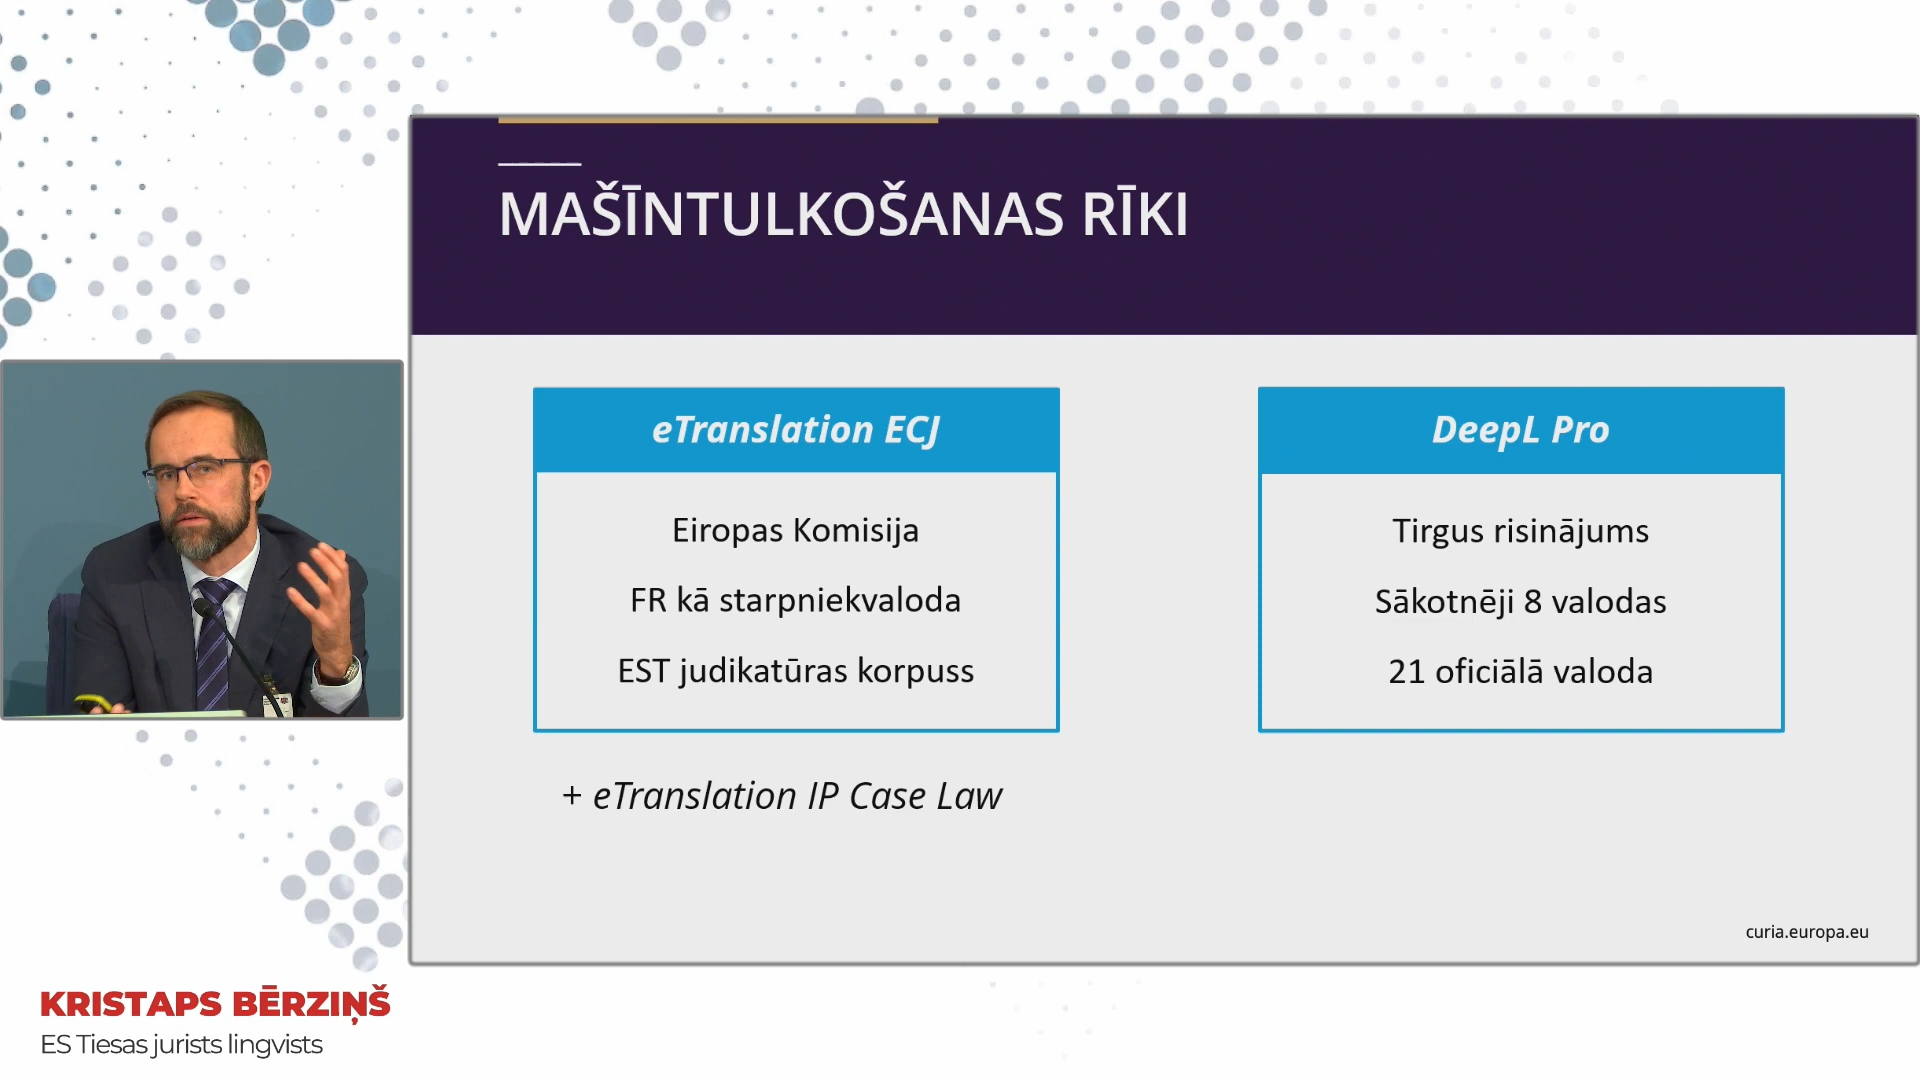 MAŠĪNTULKOŠANAS RĪKI
eTranslation ECJ
Eiropas Komisija
FR kā starpniekvaloda
EST judikatūras korpuss
+ eTranslation IP Case Law
DeepL Pro
Tirgus risinājums
Sākotnēji 8 valodas
21 oficiālā valoda
curia.europa.eu
KRISTAPS BĒRZIŅŠ
ES Tiesas jurists lingvists